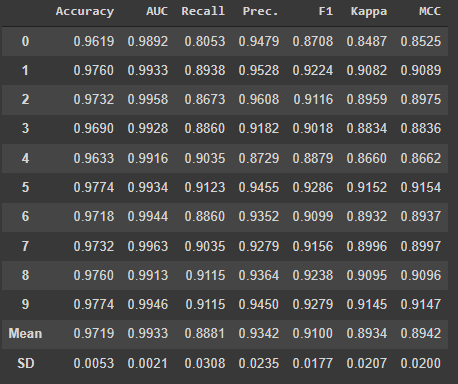 Accuracy AUC Recall Prec. F1 Kappa MCC
0 0.9619 0.9892 0.8053 0.9479 0.8708 0.8487 0.8525
1 0.9760 0.9933 0.8938 0.9528 0.9224 0.9082 0.9089
2 0.9732 0.9958 0.8673 0.9608 0.9116 0.8959 0.8975
3 0.9690 0.9928 0.8860 0.9182 0.9018 0.8834 0.8836
4 0.9633 0.9916 0.9035 0.8729 0.8879 0.8660 0.8662
5 0.9774 0.9934 0.9123 0.9455 0.9286 0.9152 0.9154
6 0.9718 0.9944 0.8860 0.9352 0.9099 0.8932 0.8937
7 0.9732 0.9963 0.9035 0.9279 0.9156 0.8996 0.8997
8 0.9760 0.9913 0.9115 0.9364 0.9238 0.9095 0.9096
9 0.9774 0.9946 0.9115 0.9450 0.9279 0.9145 0.9147
Mean 0.9719 0.9933 0.8881 0.9342 0.9100 0.8934 0.8942
SD 0.0053 0.0021 0.0308 0.0235 0.0177 0.0207 0.0200